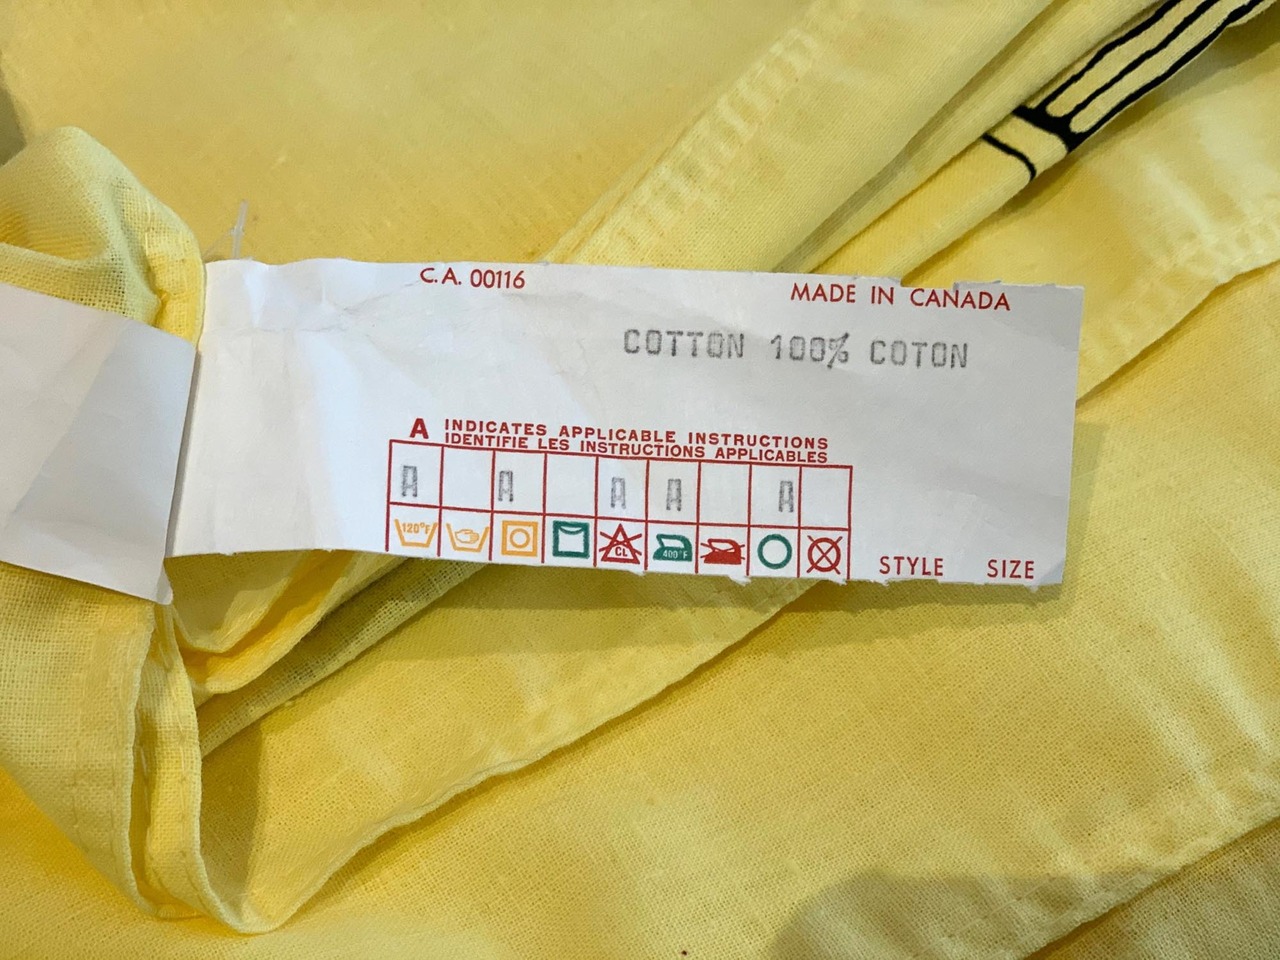 C.A. 00116
MADE IN CANADA
COTTON 100% COTON
A INDICATES APPLICABLE INSTRUCTIONS
IDENTIFIE LES INSTRUCTIONS APPLICABLES
A A A A A
120°F CL 400°F
STYLE SIZE